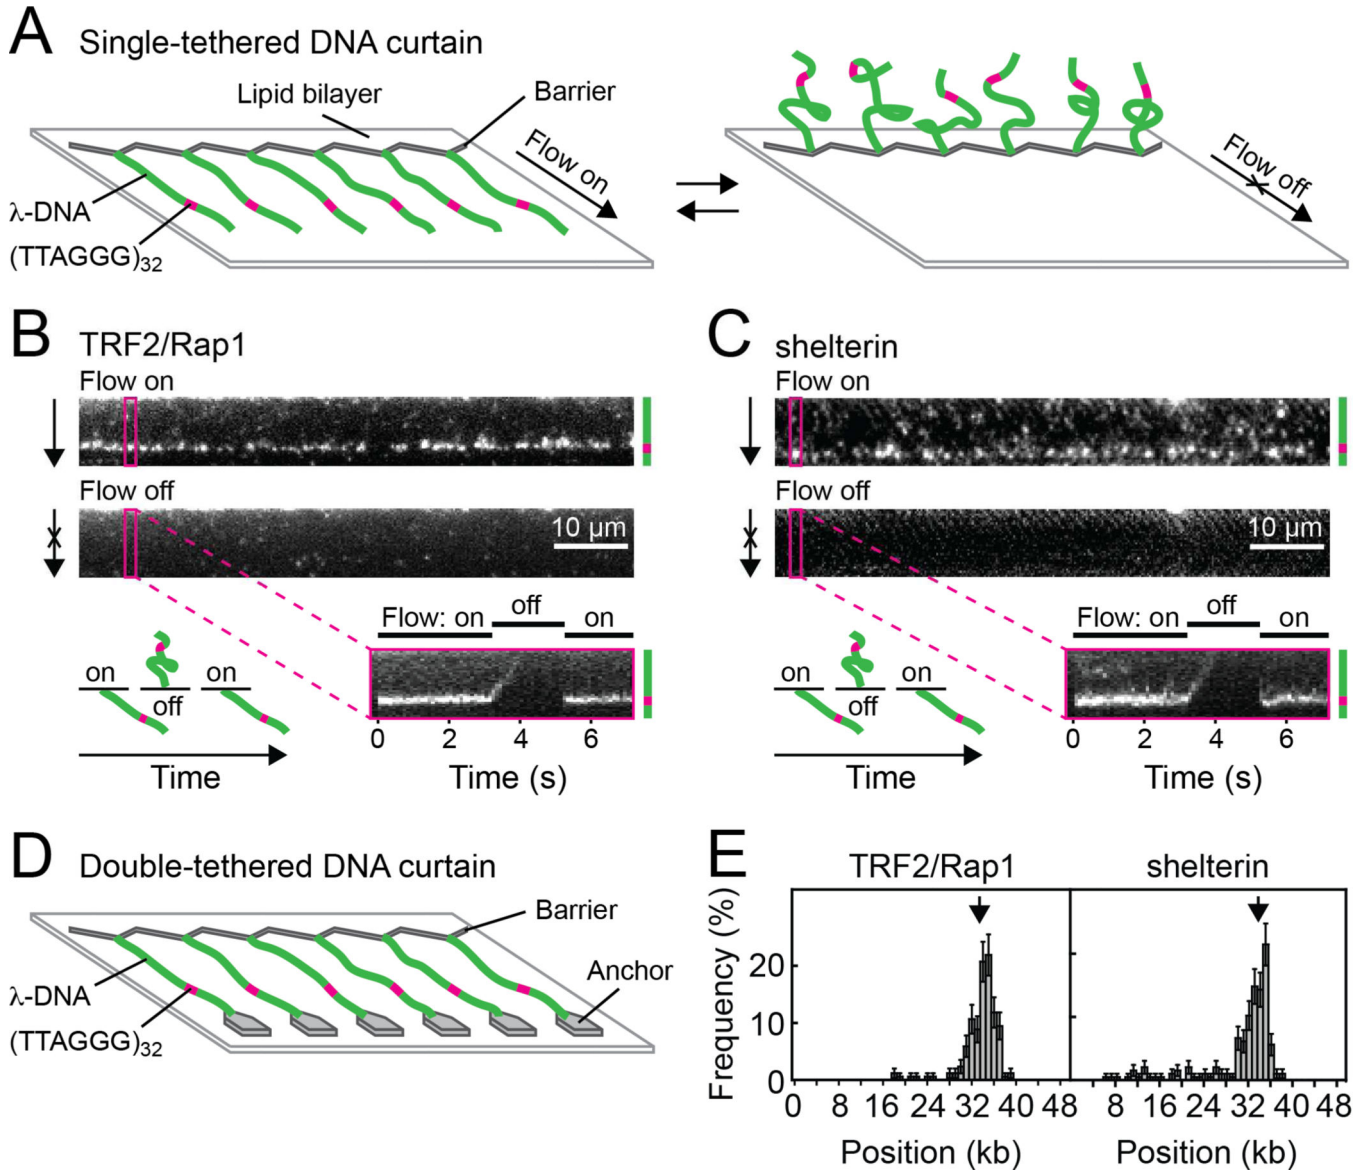 A Single-tethered DNA curtain
Lipid bilayer
Barrier
Flow on
λ-DNA
(TTAGGG)32
Flow off
B TRF2/Rap1
Flow on
Flow off
10 µm
Flow: on
off
on
on
off
on
Time
0 2 4 6
Time (s)
C shelterin
Flow on
Flow off
10 µm
Flow: on
off
on
on
off
on
Time
0 2 4 6
Time (s)
D Double-tethered DNA curtain
Barrier
Anchor
λ-DNA
(TTAGGG)32
E TRF2/Rap1
shelterin
Frequency (%)
20
10
0
0 8 16 24 32 40 48
8 16 24 32 40 48
Position (kb)
Position (kb)